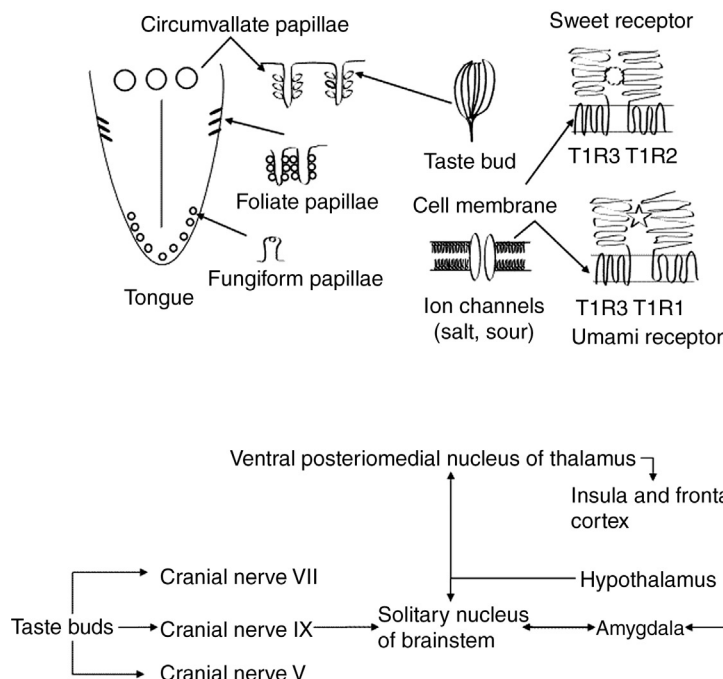 Circumvallate papillae
Sweet receptor
Taste bud
T1R3 T1R2
Foliate papillae
Cell membrane
Fungiform papillae
Tongue
Ion channels
(salt, sour)
T1R3 T1R1
Umami receptor
Ventral posteriomedial nucleus of thalamus
Insula and fronta
cortex
Cranial nerve VII
Hypothalamus
Taste buds
Cranial nerve IX
Solitary nucleus
of brainstem
Amygdala
Cranial nerve V